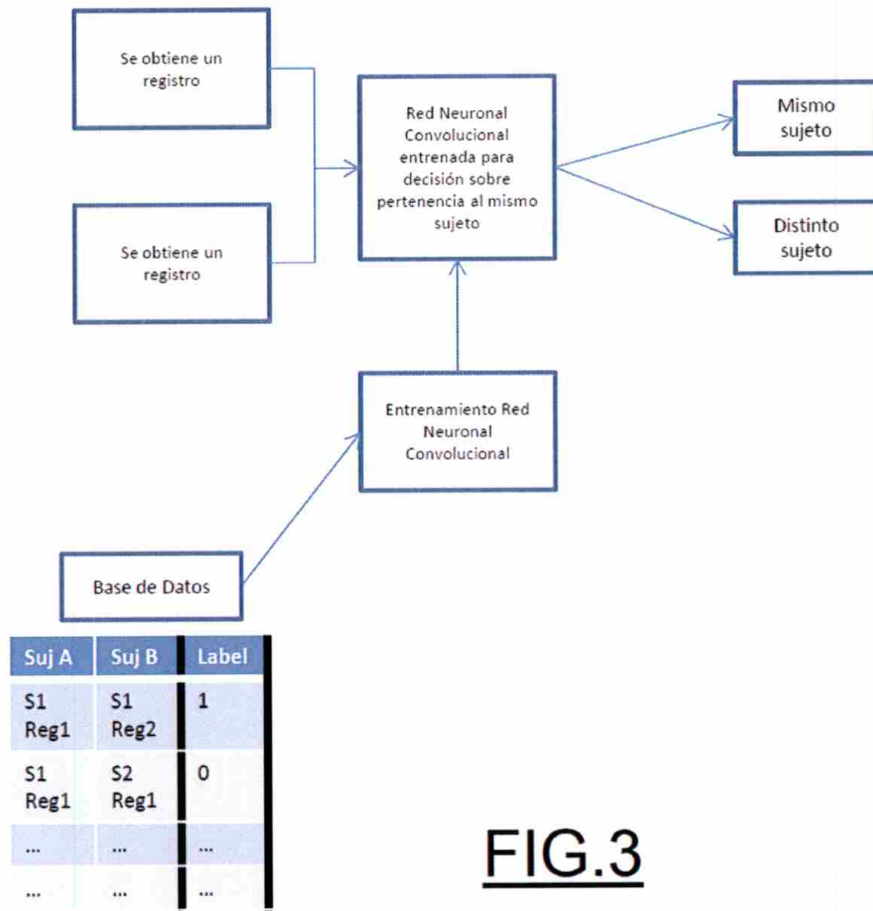 Se obtiene un
registro
Red Neuronal
Convolucional
entrenada para
decisión sobre
pertenencia al mismo
sujeto
Mismo
sujeto
Se obtiene un
registro
Distinto
sujeto
Entrenamiento Red
Neuronal
Convolucional
Base de Datos
Suj A Suj B Label
S1 S1 1
Reg1 Reg2
S1 S2 0
Reg1 Reg1
... ... ...
... ... ...
FIG.3